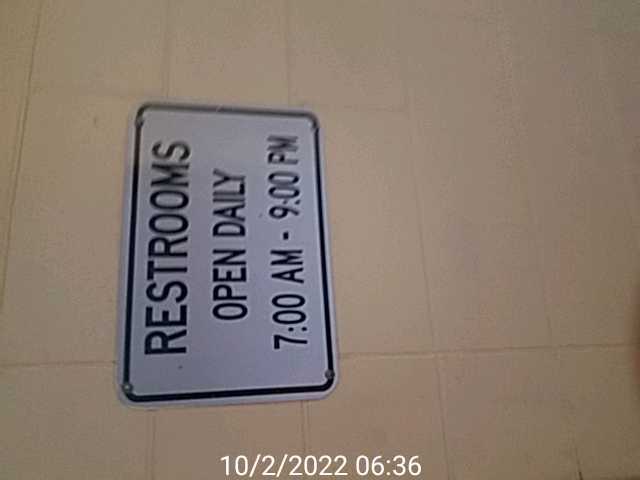 RESTROOMS
OPEN DAILY
7:00 AM - 9:00 PM
10/2/2022 06:36